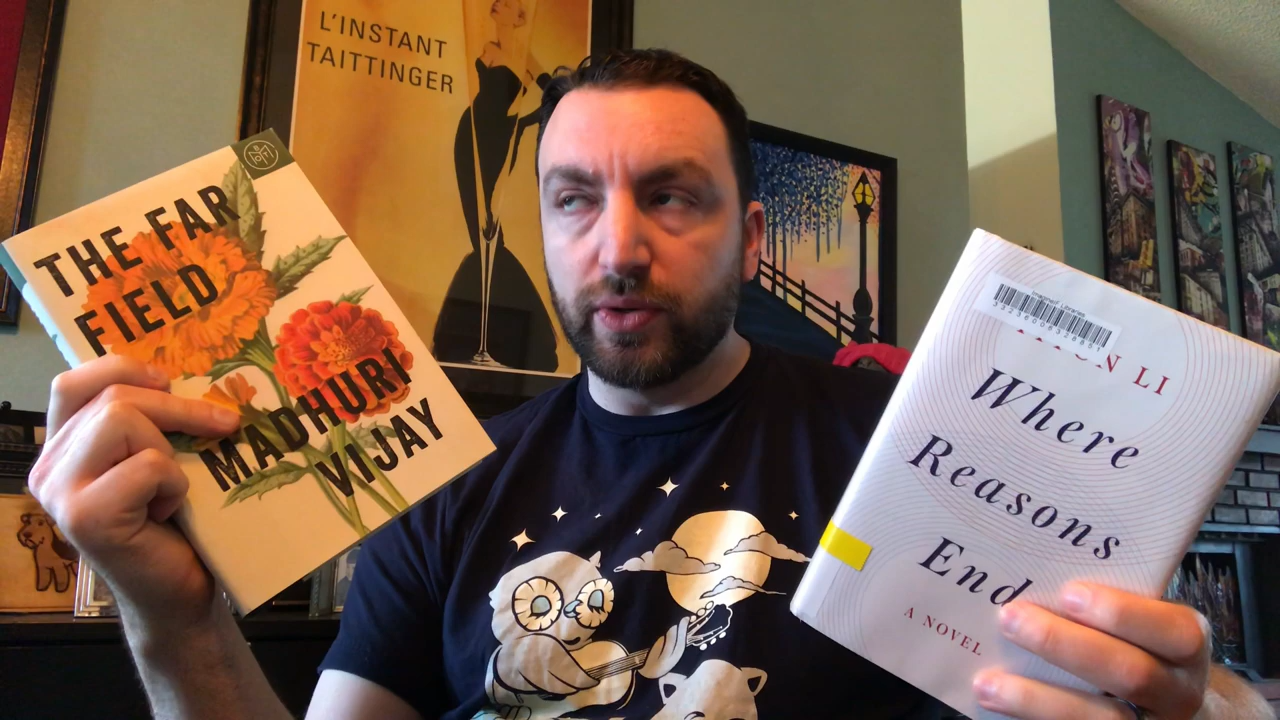 L'INSTANT
TAITTINGER
THE FAR
FIELD
MADHURI
VIJAY
LI
Where
Reasons
End
A NOVEL